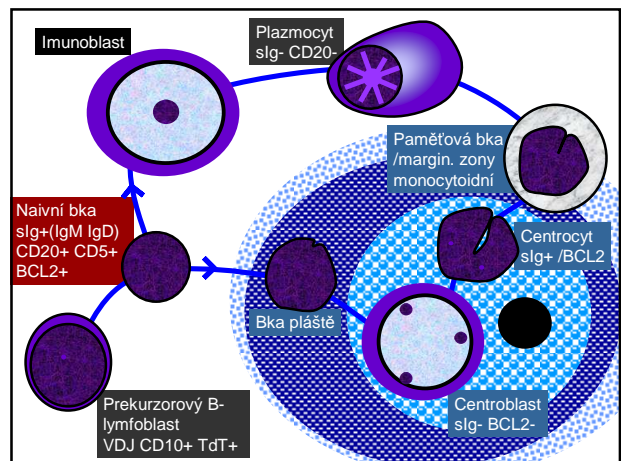 Imunoblast
Plazmocyt
sIg- CD20-
Paměťová bka
/margin. zony
monocytoidní
Naivní bka
sIg+(IgM IgD)
CD20+ CD5+
BCL2+
Centrocyt
sIg+ /BCL2
Bka pláště
Prekurzorový B-
lymfoblast
VDJ CD10+ TdT+
Centroblast
sIg- BCL2-